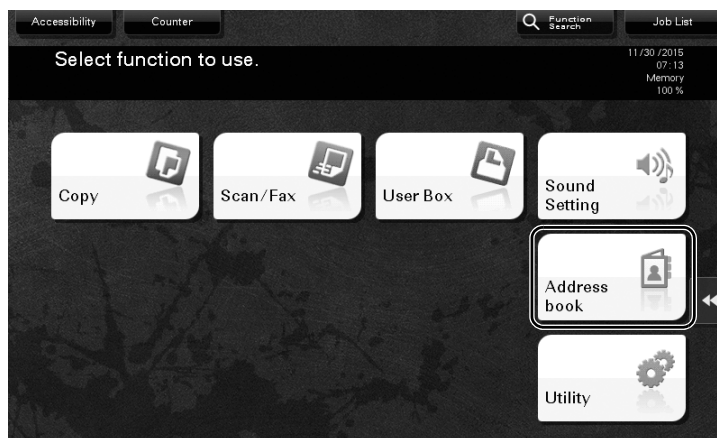 Accessibility
Counter
Function
Search
Job List
Select function to use.
11/30 /2015
07:13
Memory
100 %
Copy
Scan/Fax
User Box
Sound
Setting
Address
book
Utility